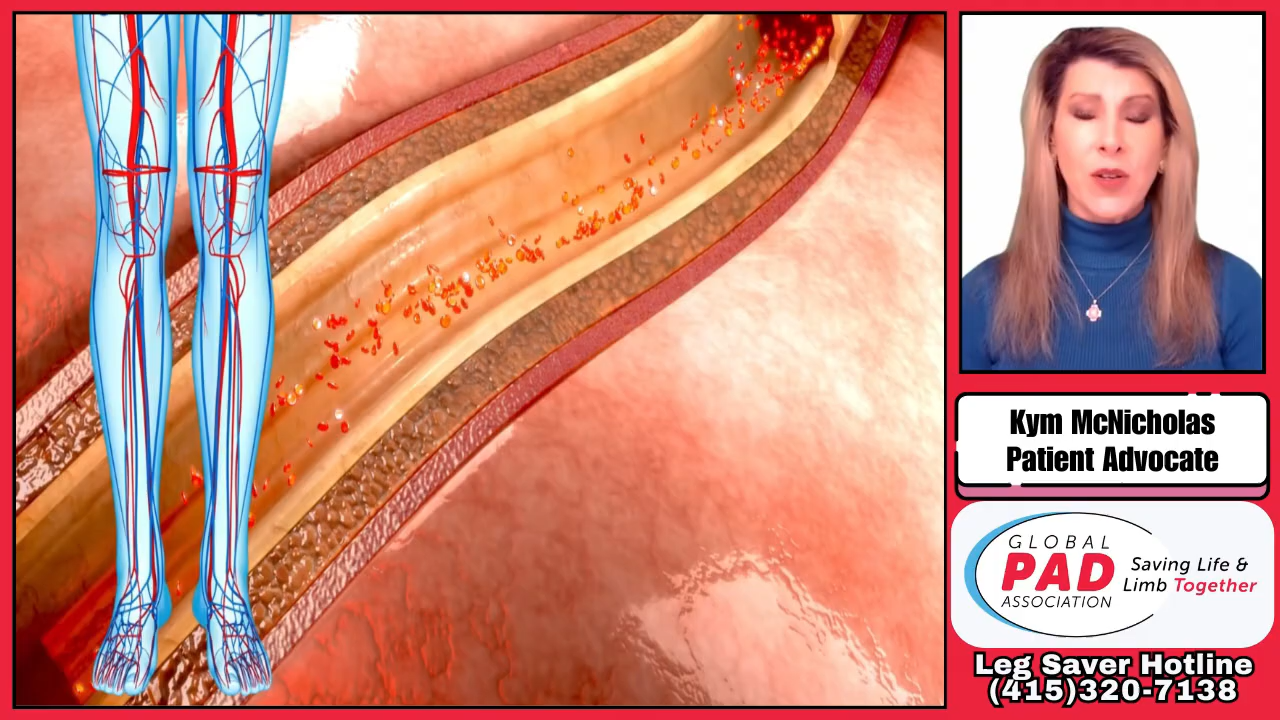 Kym McNicholas
Patient Advocate
GLOBAL
PAD
ASSOCIATION
Saving Life &
Limb Together
Leg Saver Hotline
(415)320-7138